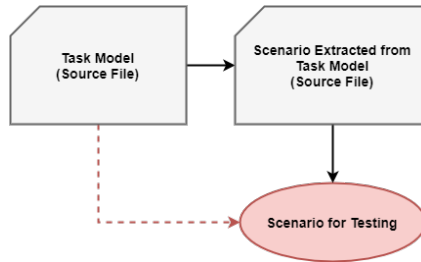 Task Model
(Source File)
Scenario Extracted from
Task Model
(Source File)
Scenario for Testing